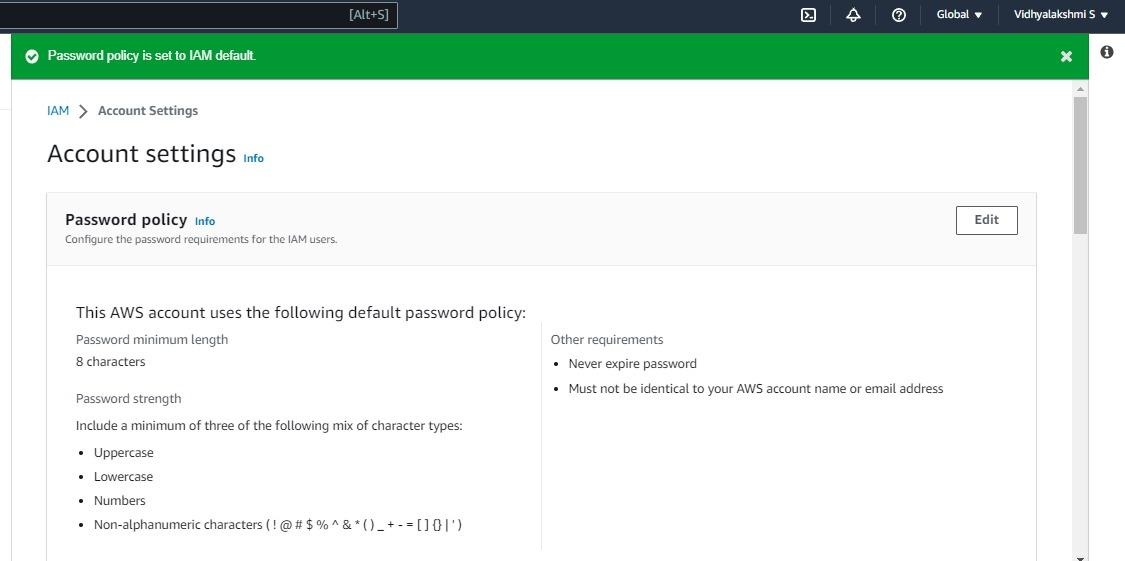 [Alt+S]
Global
Vidhyalakshmi S
Password policy is set to IAM default.
IAM > Account Settings
Account settings Info
Password policy Info
Edit
Configure the password requirements for the IAM users.
This AWS account uses the following default password policy:
Password minimum length
8 characters
Password strength
Include a minimum of three of the following mix of character types:
• Uppercase
• Lowercase
• Numbers
• Non-alphanumeric characters ( ! @ # $ % ^ & * ( ) _ + - = [ ] {} | ' )
Other requirements
• Never expire password
• Must not be identical to your AWS account name or email address